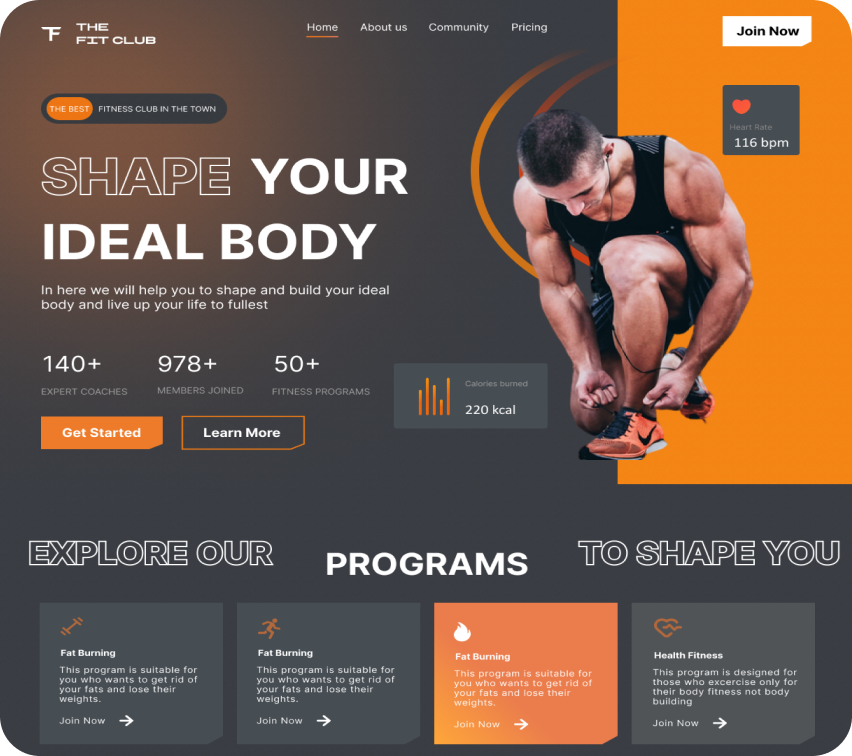 THE
FIT CLUB
Home About us Community Pricing
Join Now
THE BEST FITNESS CLUB IN THE TOWN
Heart Rate
116 bpm
SHAPE YOUR
IDEAL BODY
In here we will help you to shape and build your ideal
body and live up your life to fullest
140+ 978+ 50+
EXPERT COACHES MEMBERS JOINED FITNESS PROGRAMS
Calories burned
220 kcal
Get Started Learn More
EXPLORE OUR PROGRAMS TO SHAPE YOU
Fat Burning
This program is suitable for
you who wants to get rid of
your fats and lose their
weights.
Join Now
Fat Burning
This program is suitable for
you who wants to get rid of
your fats and lose their
weights.
Join Now
Fat Burning
This program is suitable for
you who wants to get rid of
your fats and lose their
weights.
Join Now
Health Fitness
This program is designed for
those who excercise only for
their body fitness not body
building
Join Now